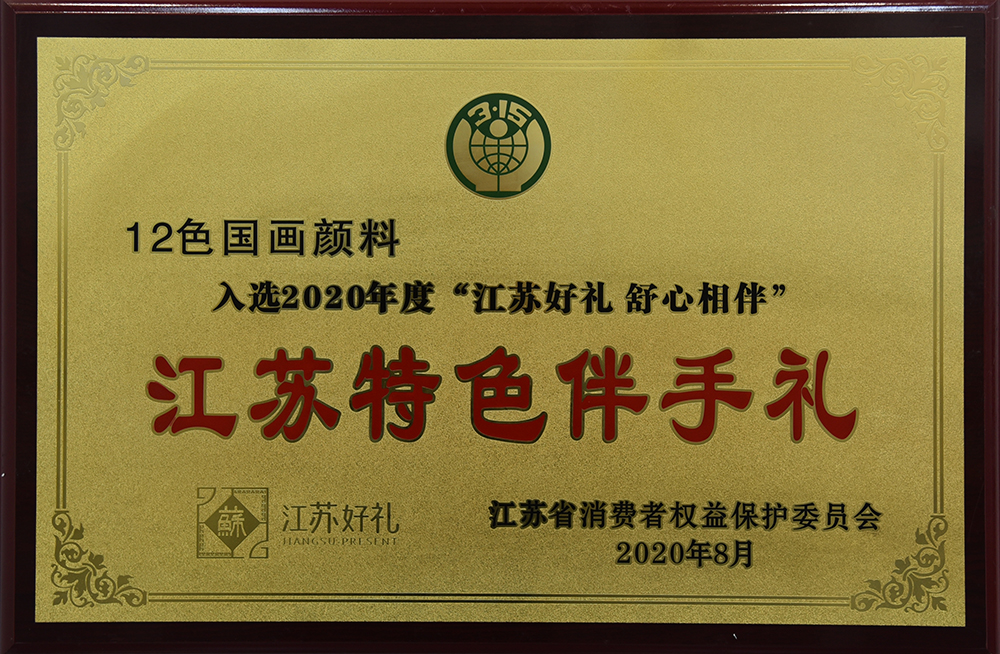 3·15
12色国画颜料
入选2020年度“江苏好礼 舒心相伴”
江苏特色伴手礼
蘇
江苏好礼
JIANGSU PRESENT
江苏省消费者权益保护委员会
2020年8月